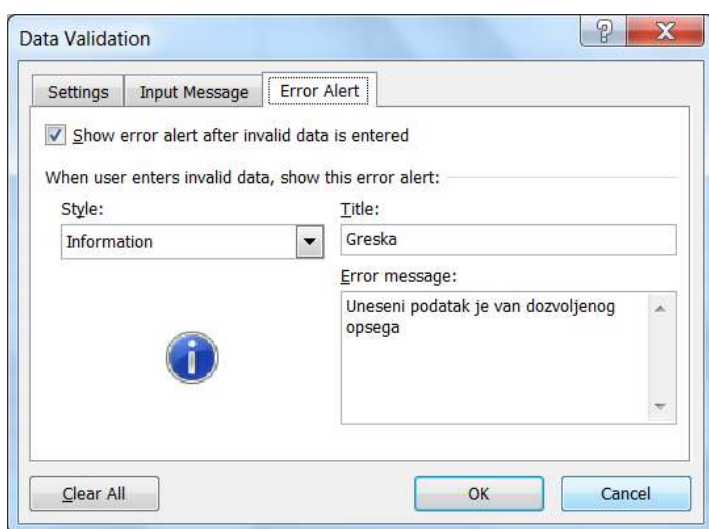 Data Validation
Settings
Input Message
Error Alert
Show error alert after invalid data is entered
When user enters invalid data, show this error alert:
Style:
Title:
Information
Greska
Error message:
Uneseni podatak je van dozvoljenog
opsega
Clear All
OK
Cancel